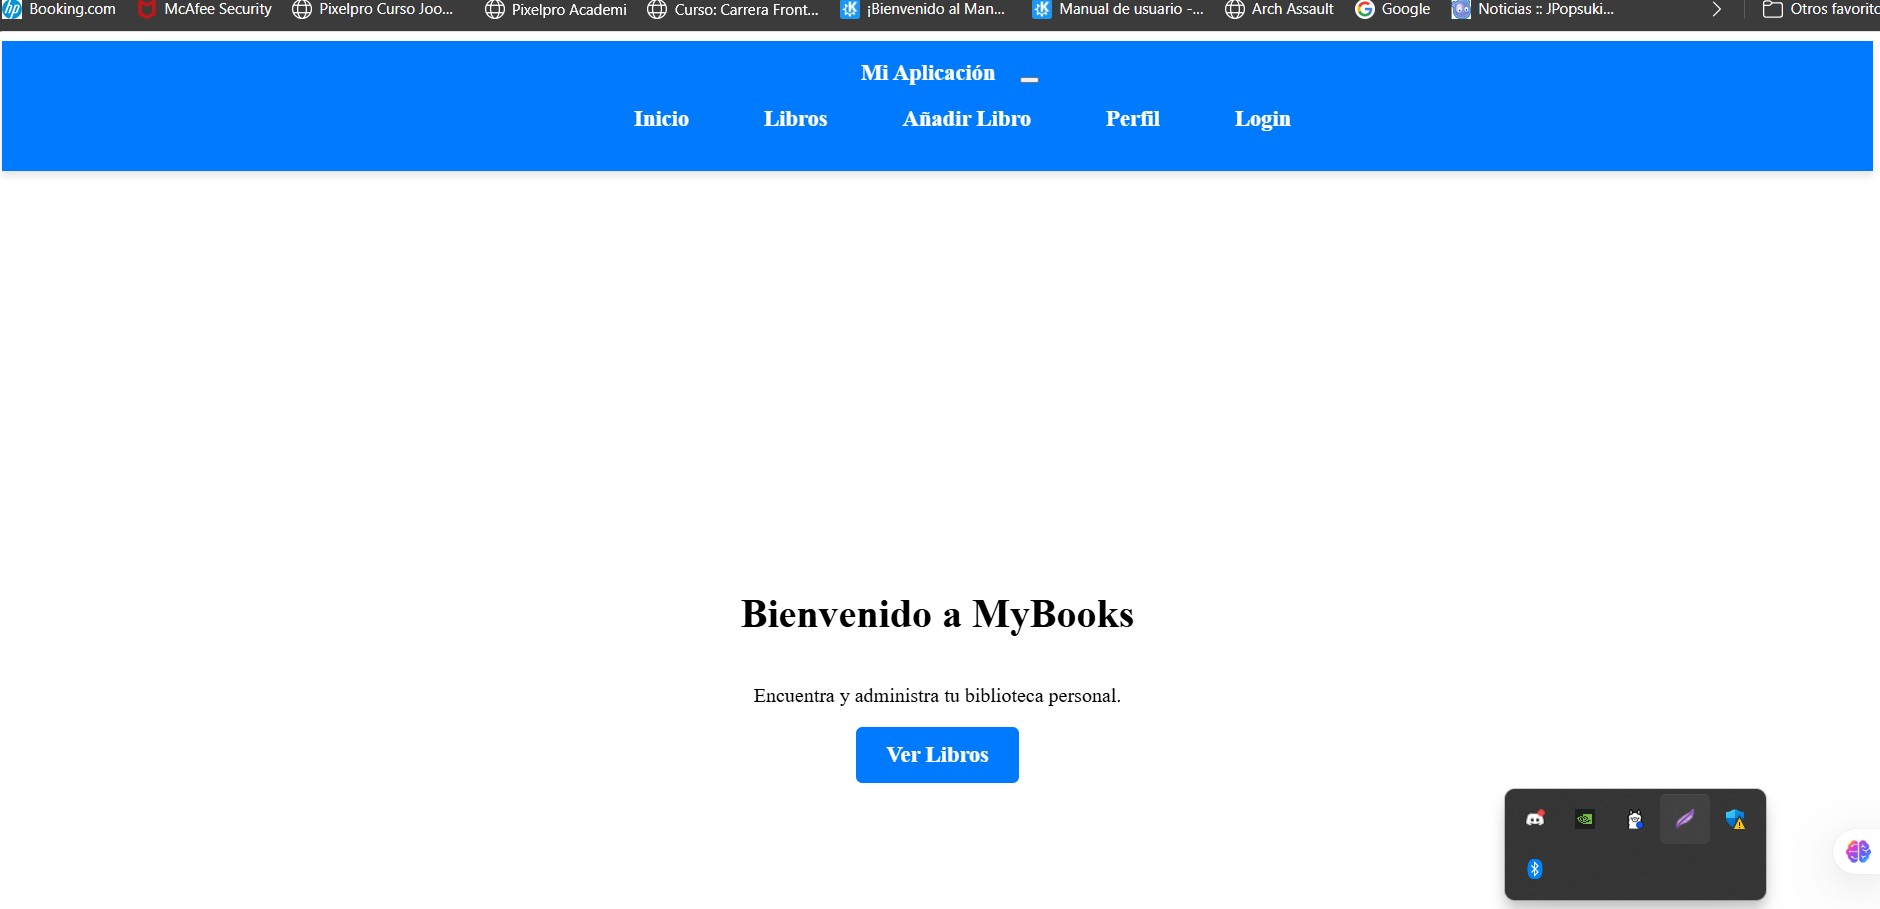 Booking.com McAfee Security Pixelpro Curso Joo... Pixelpro Academi Curso: Carrera Front... ¡Bienvenido al Man... Manual de usuario -... Arch Assault Google Noticias :: JPopsuki... Otros favorito
Mi Aplicación
Inicio Libros Añadir Libro Perfil Login
Bienvenido a MyBooks
Encuentra y administra tu biblioteca personal.
Ver Libros